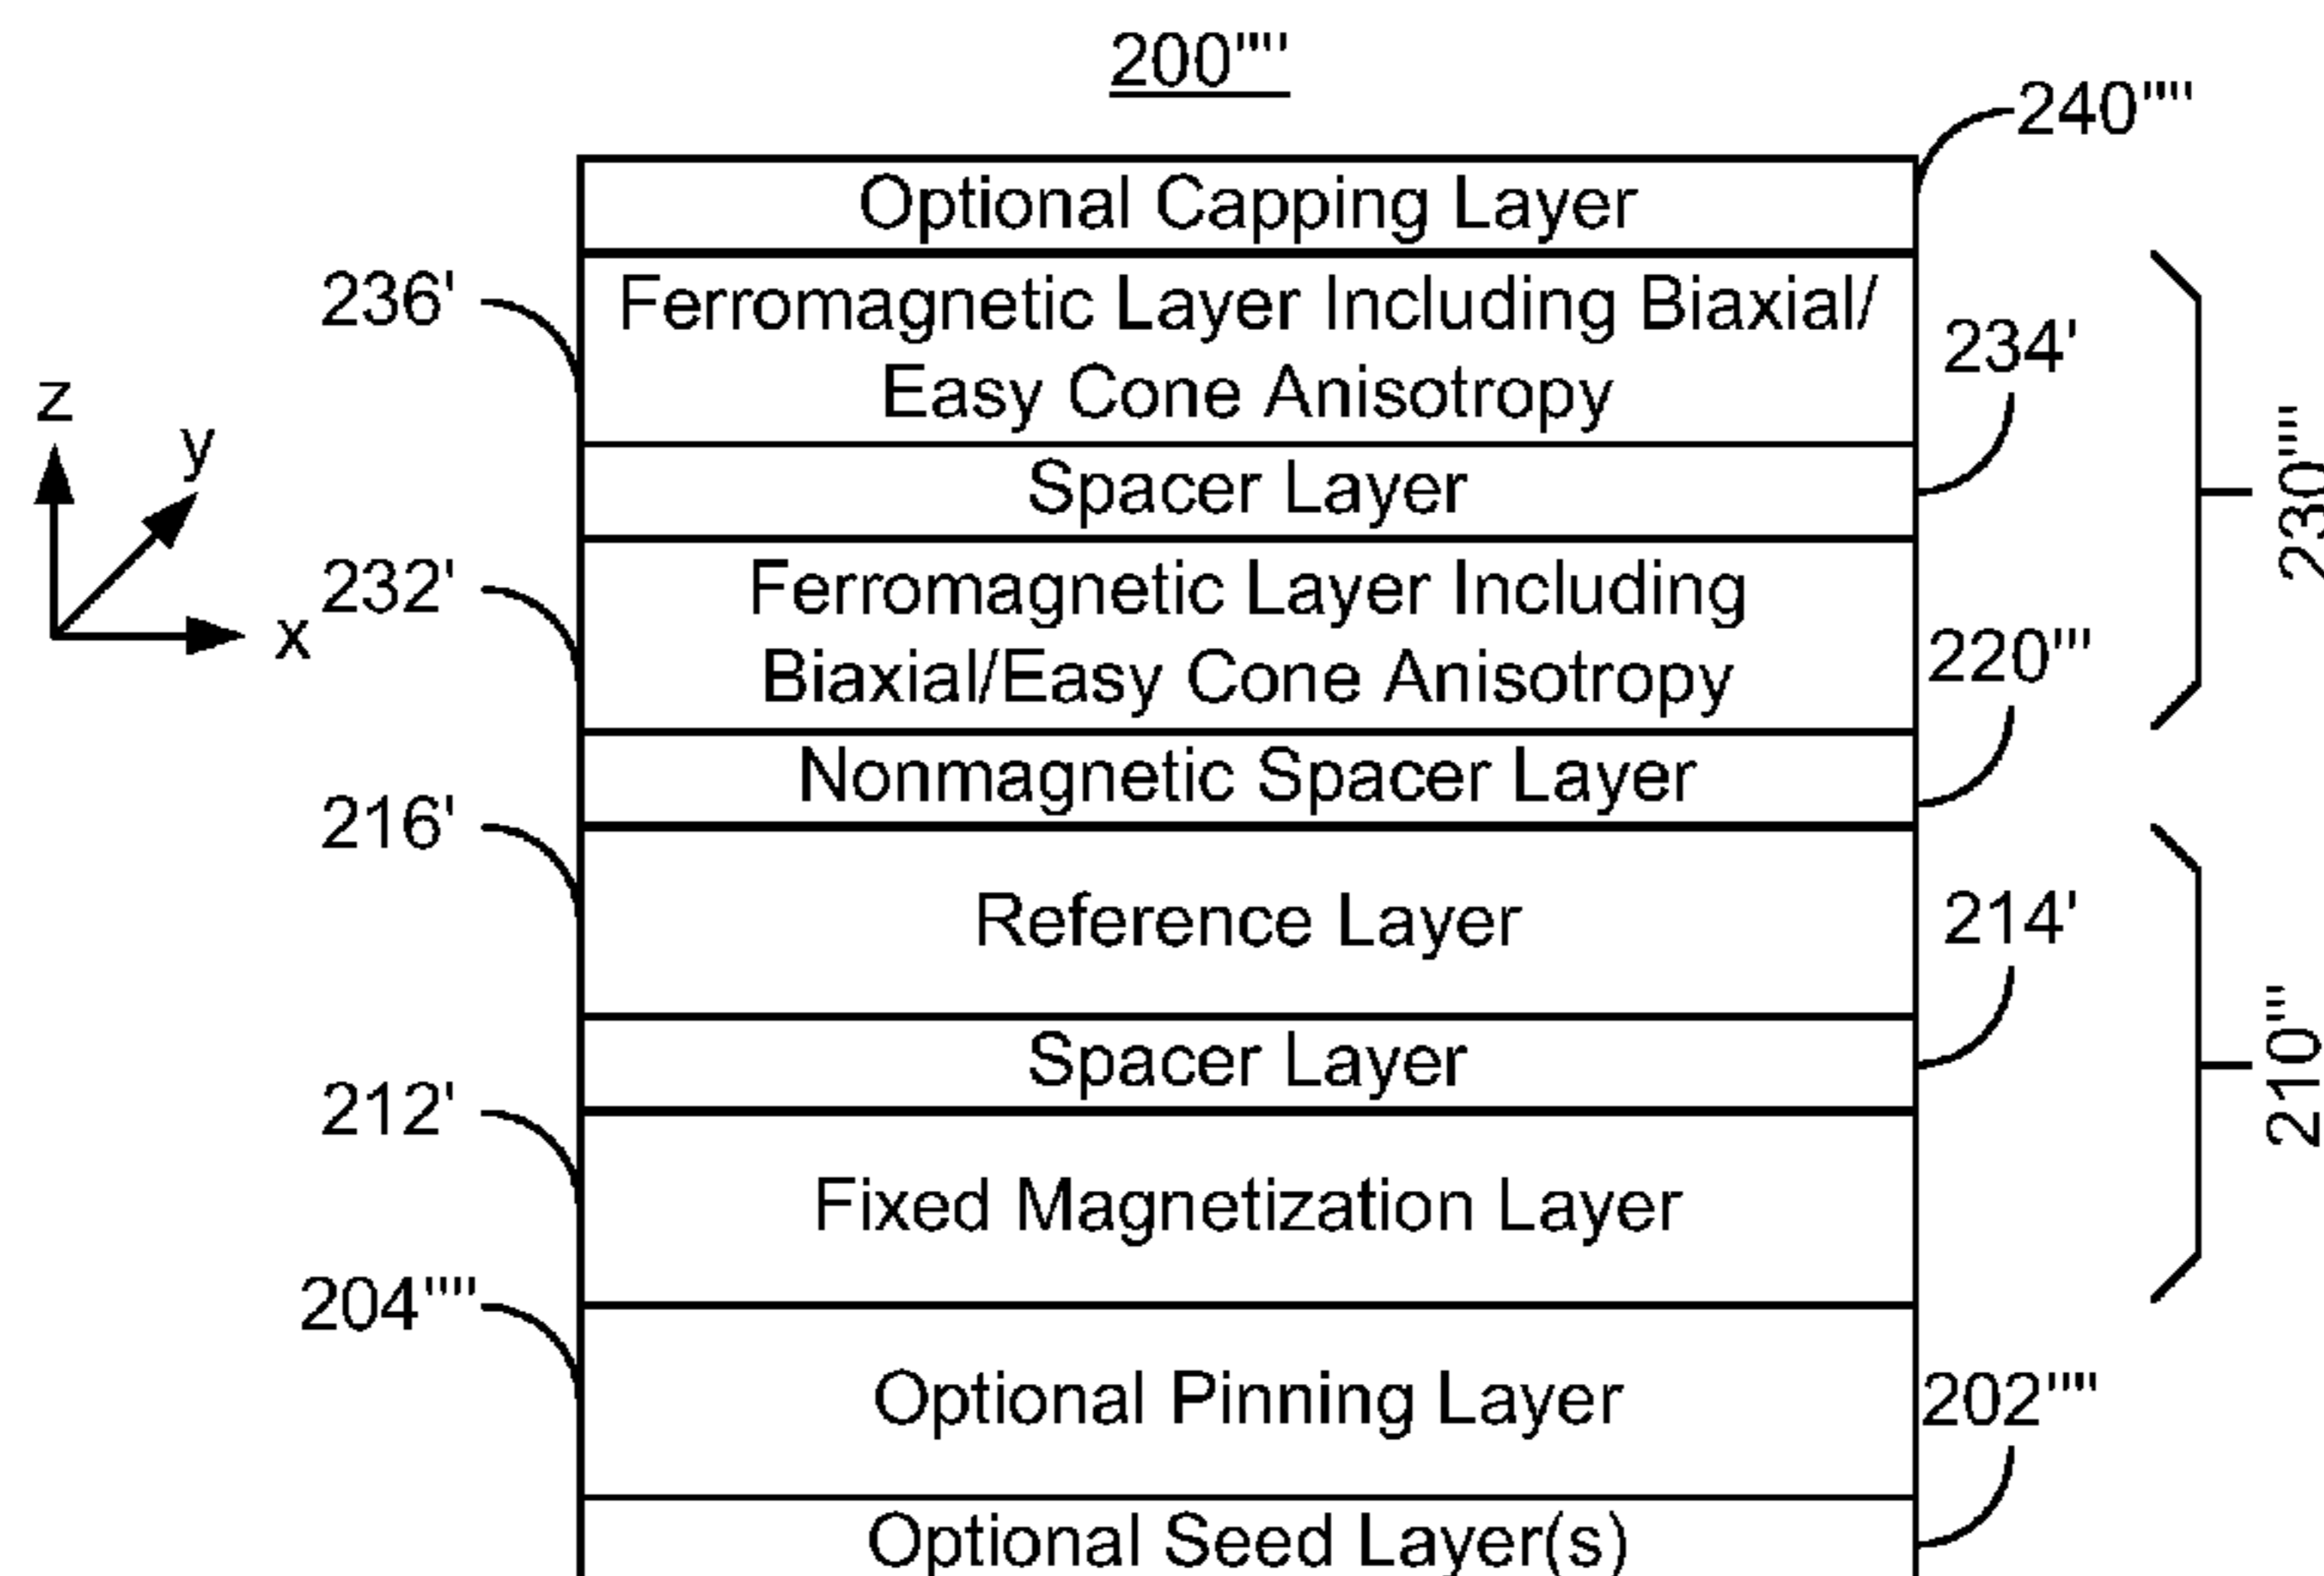 200''''
240''''
Optional Capping Layer
236'
Ferromagnetic Layer Including Biaxial/
Easy Cone Anisotropy
234'
z
y
x
Spacer Layer
230''''
232'
Ferromagnetic Layer Including
Biaxial/Easy Cone Anisotropy
220'''
Nonmagnetic Spacer Layer
216'
Reference Layer
214'
Spacer Layer
210'''
212'
Fixed Magnetization Layer
204''''
Optional Pinning Layer
202''''
Optional Seed Layer(s)